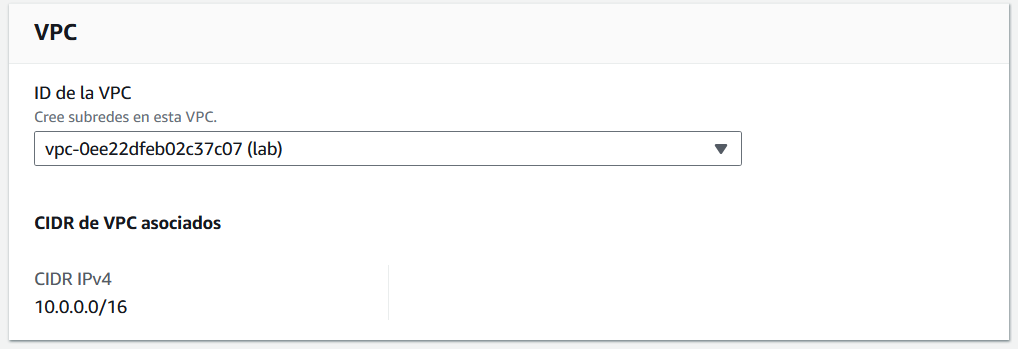 VPC
ID de la VPC
Cree subredes en esta VPC.
vpc-0ee22dfeb02c37c07 (lab)
CIDR de VPC asociados
CIDR IPv4
10.0.0.0/16